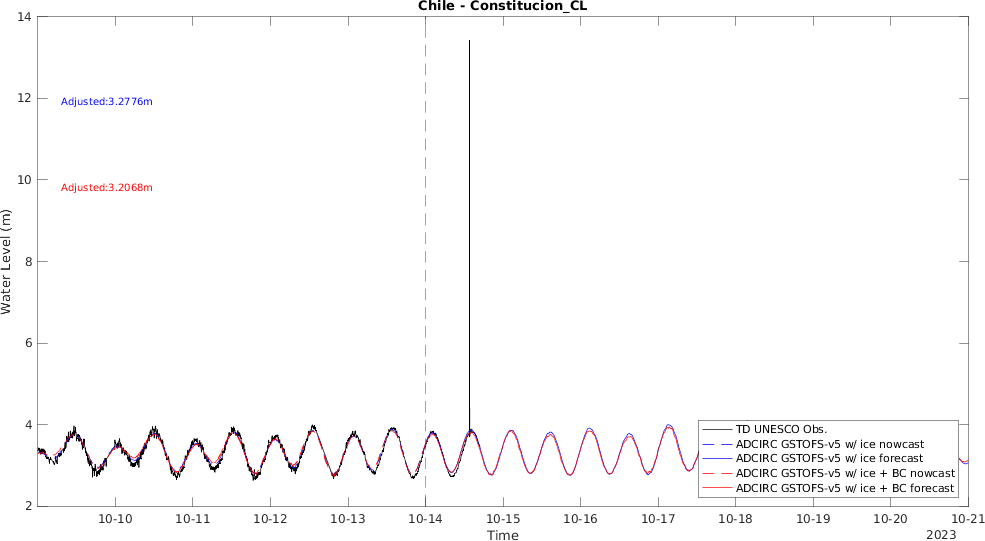 Chile - Constitucion_CL
14
12
10
8
6
4
2
Water Level (m)
Adjusted:3.2776m
Adjusted:3.2068m
TD UNESCO Obs.
ADCIRC GSTOFS-v5 w/ ice nowcast
ADCIRC GSTOFS-v5 w/ ice forecast
ADCIRC GSTOFS-v5 w/ ice + BC nowcast
ADCIRC GSTOFS-v5 w/ ice + BC forecast
10-10 10-11 10-12 10-13 10-14 10-15 10-16 10-17 10-18 10-19 10-20 10-21
Time
2023